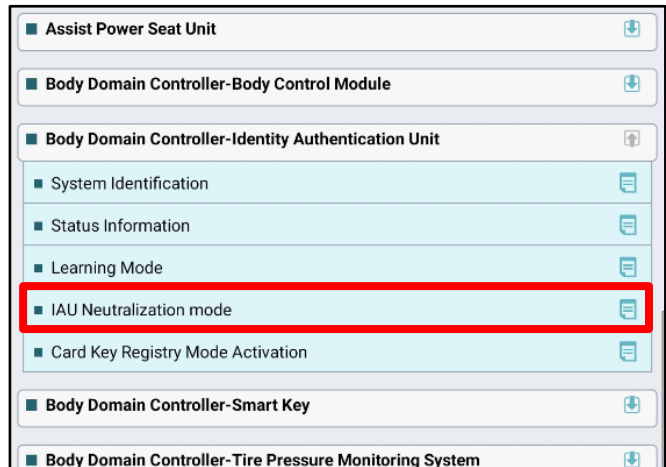 Assist Power Seat Unit
Body Domain Controller-Body Control Module
Body Domain Controller-Identity Authentication Unit
System Identification
Status Information
Learning Mode
IAU Neutralization mode
Card Key Registry Mode Activation
Body Domain Controller-Smart Key
Body Domain Controller-Tire Pressure Monitoring System